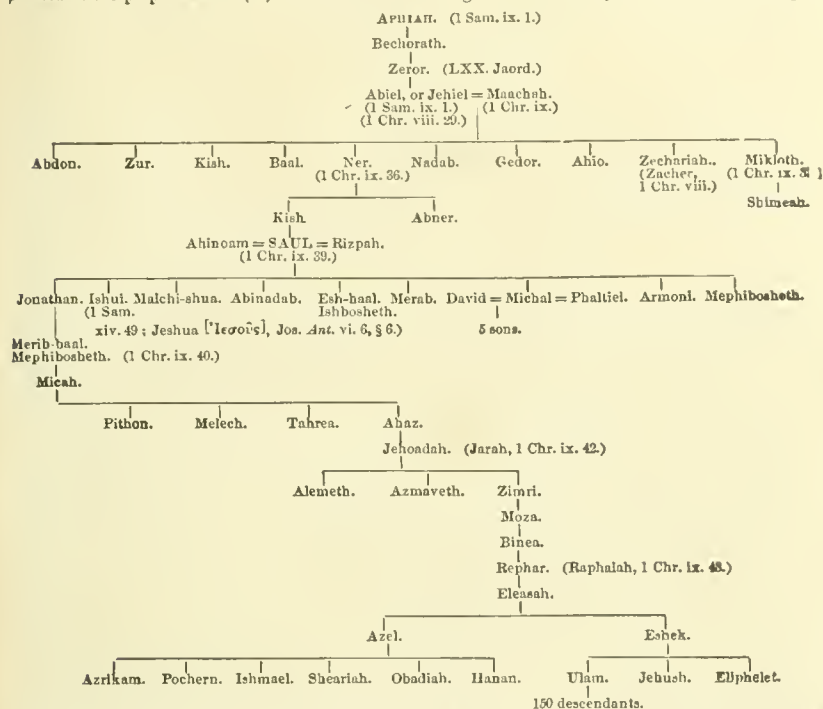 APHIAH. (1 Sam. ix. 1.)
Bechorath.
Zeror. (LXX. Jaord.)
Abiel, or Jehiel = Maachah.
(1 Sam. ix. 1.) (1 Chr. ix.)
(1 Chr. viii. 29.)
Abdon. Zur. Kish. Baal. Ner. Nadab. Gedor. Ahio. Zechariah. Mikloth.
(1 Chr. ix. 36.) (Zacher, (1 Chr. ix.
1 Chr. viii.)
Shimeah.
Kish. Abner.
Ahinoam = SAUL = Rizpah.
(1 Chr. ix. 39.)
Jonathan. Ishui. Malchi-shua. Abinadab. Esh-baal. Merab. David = Michal = Phaltiel. Armoni. Mephibosheth.
(1 Sam. Ishbosheth.
xiv. 49; Jeshua [Ἰεσοῦς], Jos. Ant. vi. 6, § 6.) 5 sons.
Merib-baal.
Mephibosheth. (1 Chr. ix. 40.)
Micah.
Pithon. Melech. Tahrea. Ahaz.
Jehoadah. (Jarah, 1 Chr. ix. 42.)
Alemeth. Azmaveth. Zimri.
Moza.
Binea.
Rephar. (Raphaiah, 1 Chr. ix. 43.)
Eleasah.
Azel. Eshek.
Azrikam. Pochern. Ishmael. Sheariah. Obadiah. Hanan. Ulam. Jehush. Eliphelet.
150 descendants.